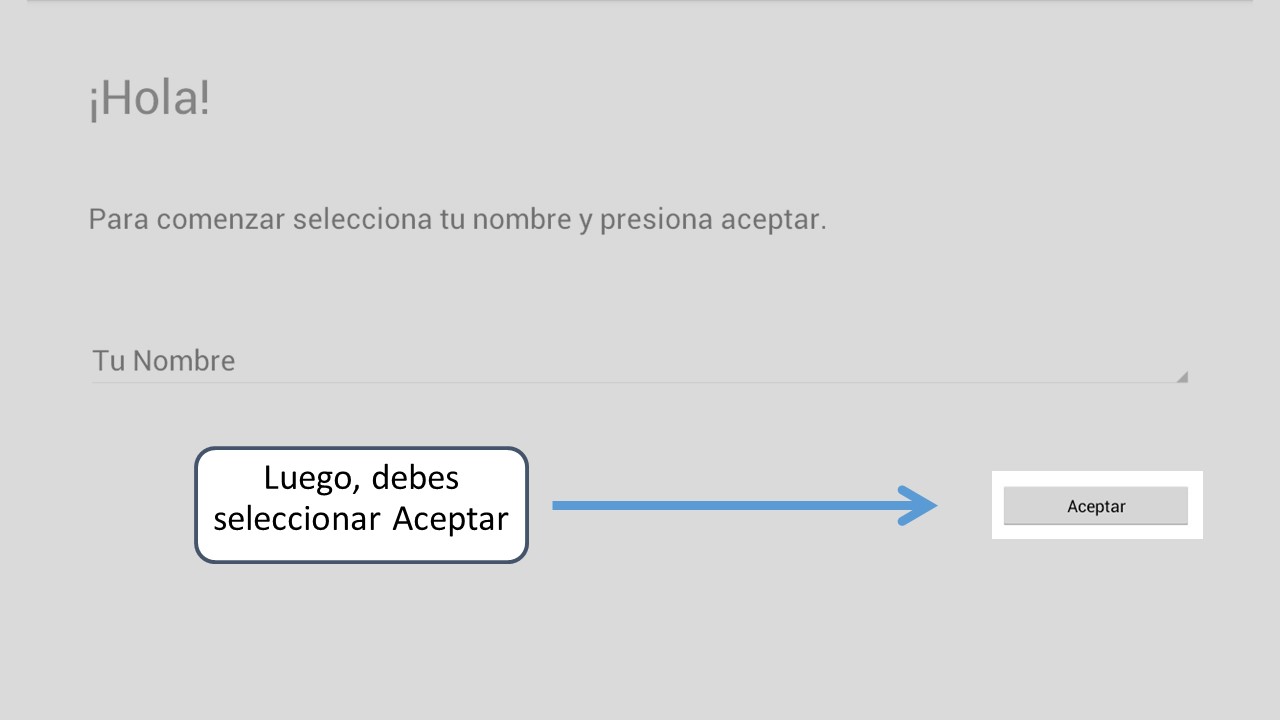 ¡Hola!
Para comenzar selecciona tu nombre y presiona aceptar.
Tu Nombre
Luego, debes
seleccionar Aceptar
Aceptar